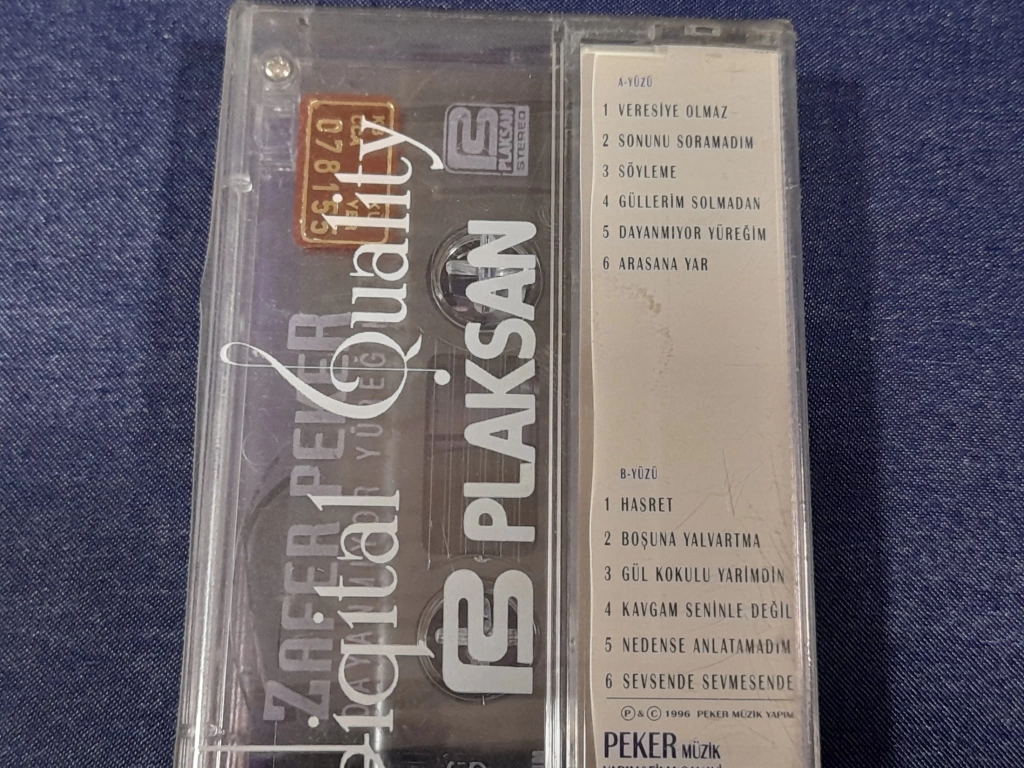 A-YÜZÜ
1 VERESİYE OLMAZ
2 SONUNU SORAMADIM
3 SÖYLEME
4 GÜLLERİM SOLMADAN
5 DAYANMIYOR YÜREĞİM
6 ARASANA YAR
B-YÜZÜ
1 HASRET
2 BOŞUNA YALVARTMA
3 GÜL KOKULU YARİMDİN
4 KAVGAM SENİNLE DEĞİL
5 NEDENSE ANLATAMADIM
6 SEVSENDE SEVMESENDE
Ⓟ & © 1996 PEKER MÜZİK YAPIM
PEKER MÜZİK
PLAKSAN
STEREO
PLAKSAN
Quality
ZAFER PEKER